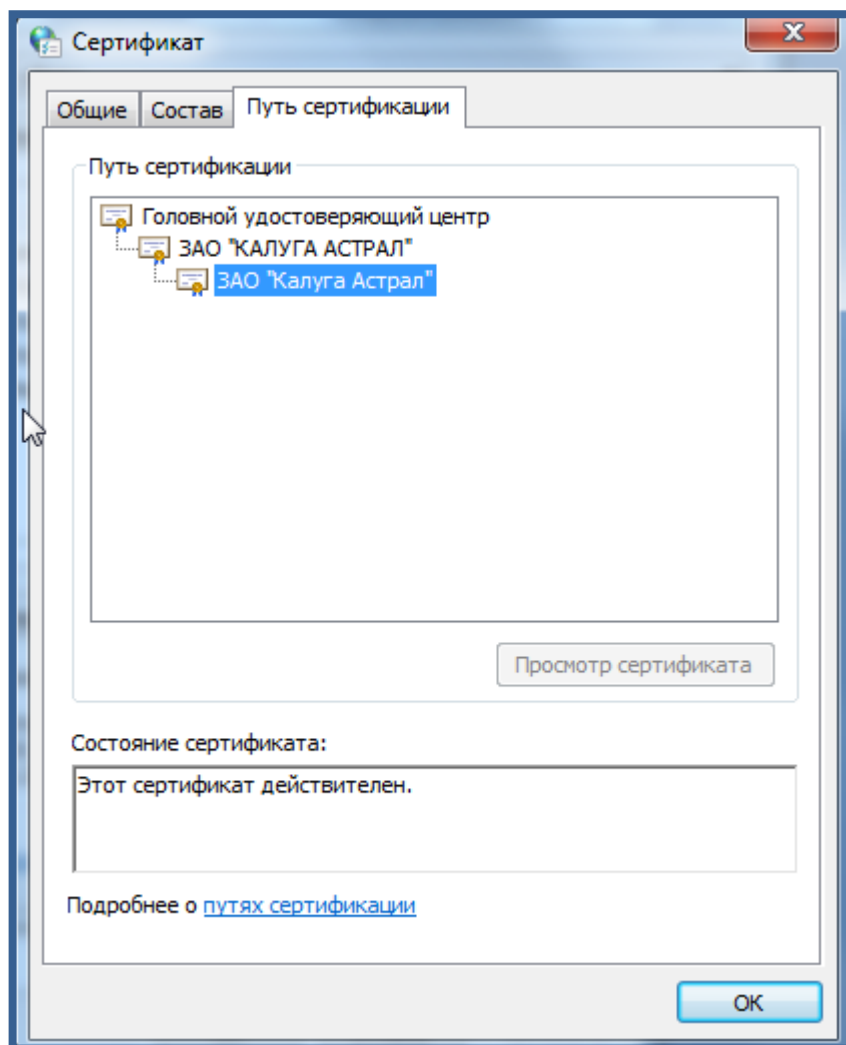 Сертификат
Общие Состав Путь сертификации
Путь сертификации
Головной удостоверяющий центр
ЗАО "КАЛУГА АСТРАЛ"
ЗАО "Калуга Астрал"
Просмотр сертификата
Состояние сертификата:
Этот сертификат действителен.
Подробнее о путях сертификации
ОК